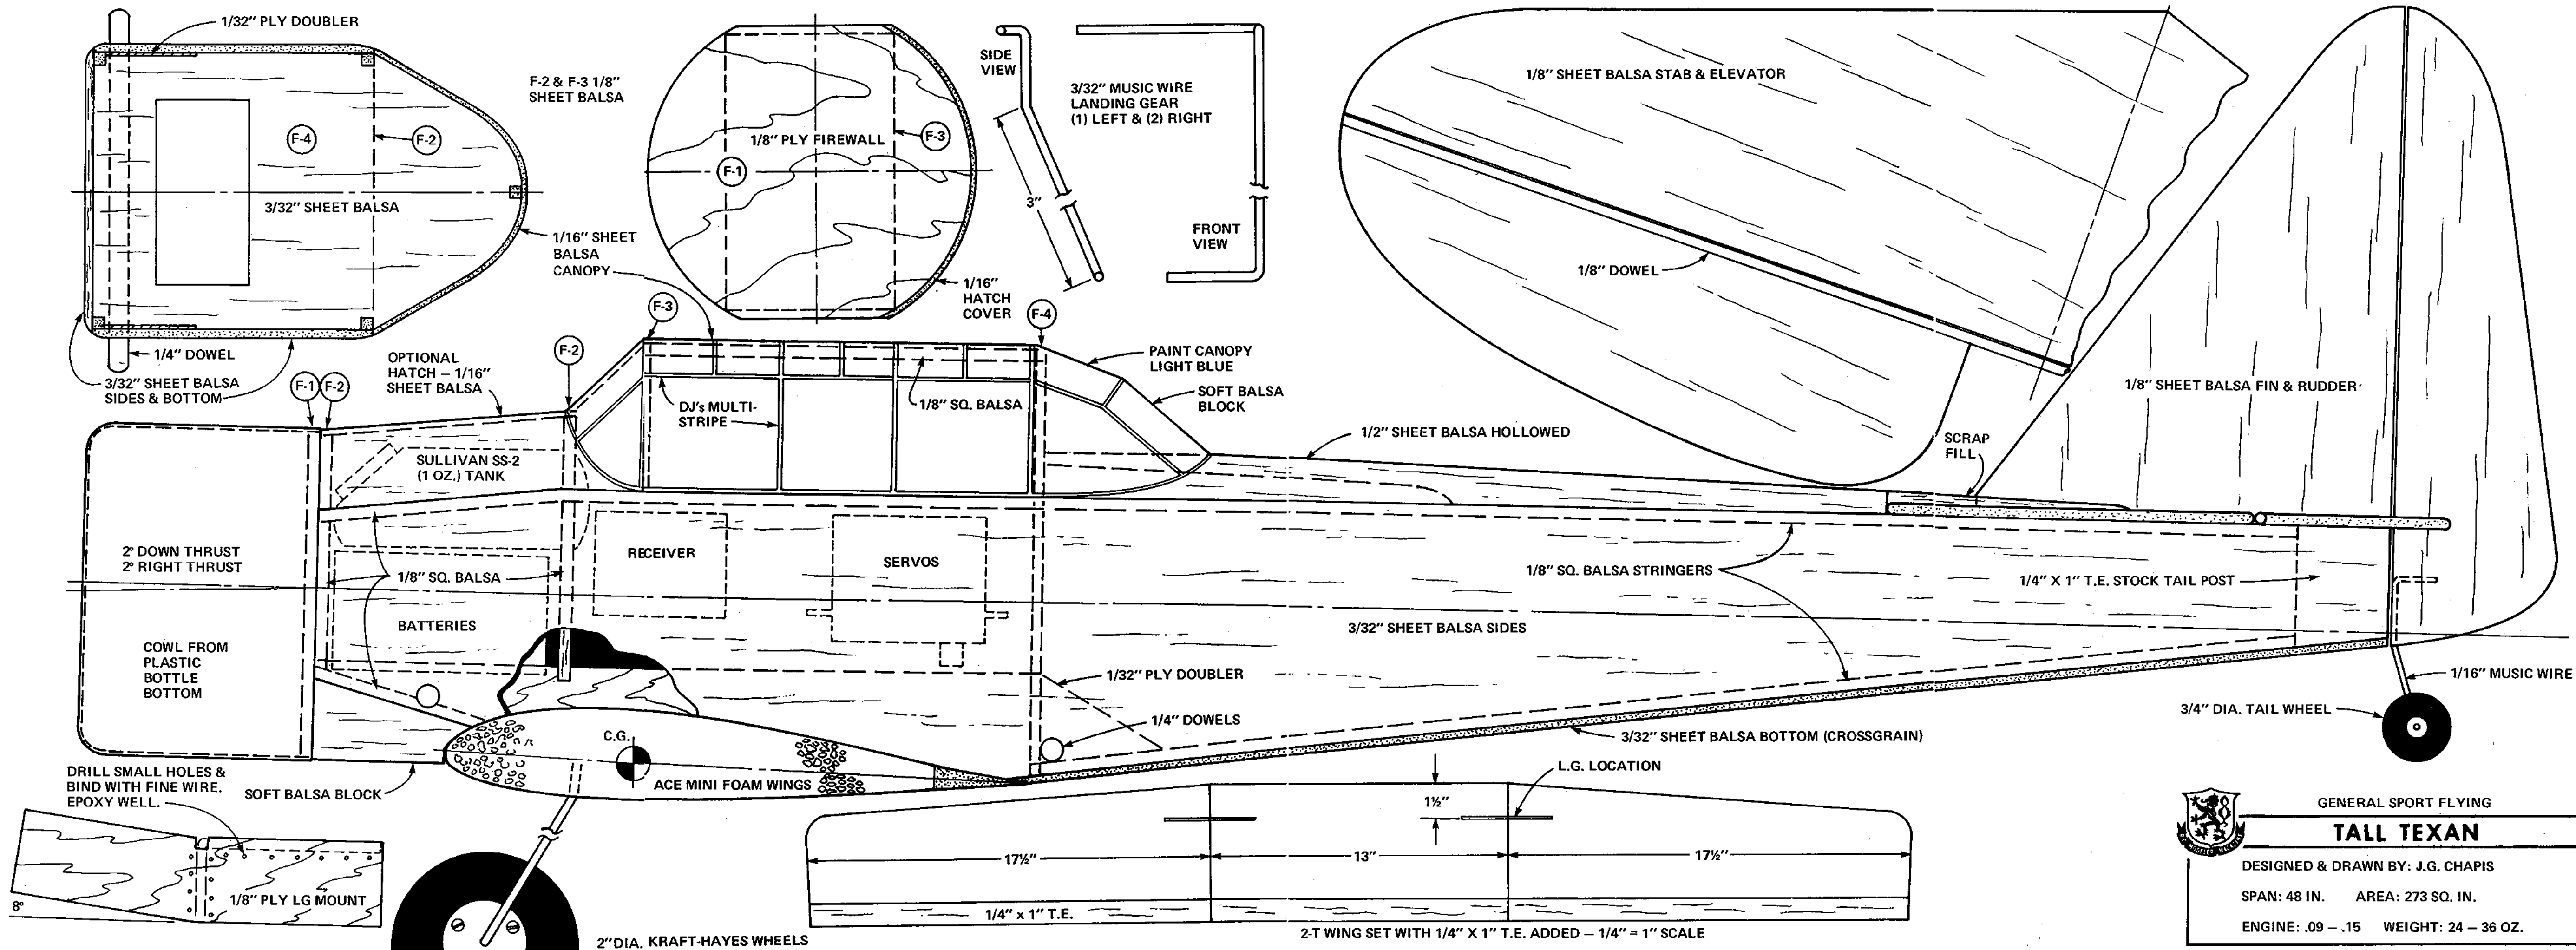 1/32" PLY DOUBLER
F-4
F-2
3/32" SHEET BALSA
1/16" SHEET
BALSA
CANOPY
1/4" DOWEL
3/32" SHEET BALSA
SIDES & BOTTOM
F-2 & F-3 1/8"
SHEET BALSA
1/8" PLY FIREWALL
F-3
F-1
1/16"
HATCH
COVER
SIDE
VIEW
3"
3/32" MUSIC WIRE
LANDING GEAR
(1) LEFT & (2) RIGHT
FRONT
VIEW
1/8" SHEET BALSA STAB & ELEVATOR
1/8" DOWEL
1/8" SHEET BALSA FIN & RUDDER
F-1
F-2
OPTIONAL
HATCH – 1/16"
SHEET BALSA
F-2
F-3
F-4
PAINT CANOPY
LIGHT BLUE
SOFT BALSA
BLOCK
DJ's MULTI-
STRIPE
1/8" SQ. BALSA
1/2" SHEET BALSA HOLLOWED
SCRAP
FILL
SULLIVAN SS-2
(1 OZ.) TANK
2° DOWN THRUST
2° RIGHT THRUST
1/8" SQ. BALSA
RECEIVER
SERVOS
1/8" SQ. BALSA STRINGERS
1/4" X 1" T.E. STOCK TAIL POST
BATTERIES
3/32" SHEET BALSA SIDES
COWL FROM
PLASTIC
BOTTLE
BOTTOM
1/32" PLY DOUBLER
1/4" DOWELS
3/32" SHEET BALSA BOTTOM (CROSSGRAIN)
1/16" MUSIC WIRE
3/4" DIA. TAIL WHEEL
C.G.
ACE MINI FOAM WINGS
SOFT BALSA BLOCK
DRILL SMALL HOLES &
BIND WITH FINE WIRE.
EPOXY WELL.
1/8" PLY LG MOUNT
8°
2" DIA. KRAFT-HAYES WHEELS
L.G. LOCATION
1½"
17½"
13"
17½"
1/4" x 1" T.E.
2-T WING SET WITH 1/4" X 1" T.E. ADDED – 1/4" = 1" SCALE
GENERAL SPORT FLYING
TALL TEXAN
DESIGNED & DRAWN BY: J.G. CHAPIS
SPAN: 48 IN. AREA: 273 SQ. IN.
ENGINE: .09 – .15 WEIGHT: 24 – 36 OZ.